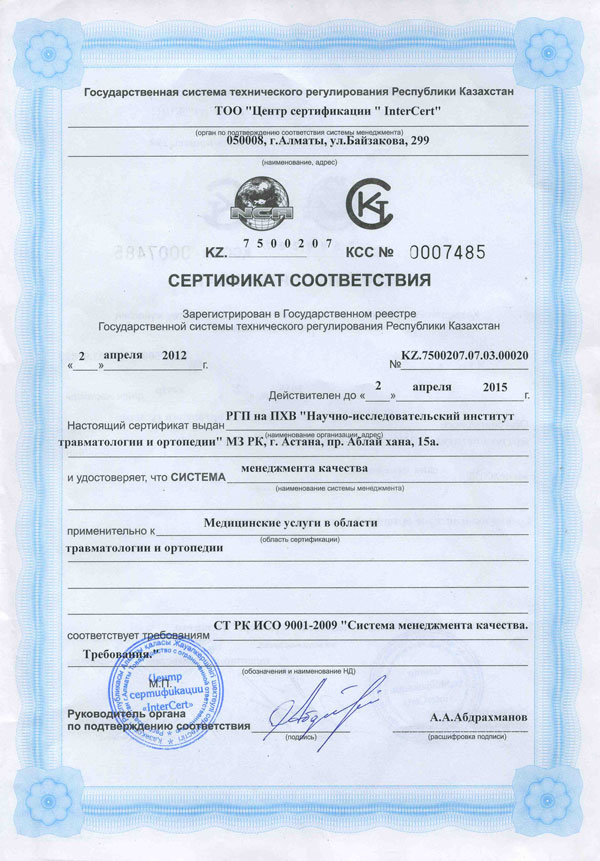 Государственная система технического регулирования Республики Казахстан
ТОО "Центр сертификации " InterCert"
(орган по подтверждению соответствия системы менеджмента)
050008, г.Алматы, ул.Байзакова, 299
(наименование, адрес)
NCA КСТ
KZ. 7500207 КСС № 0007485
СЕРТИФИКАТ СООТВЕТСТВИЯ
Зарегистрирован в Государственном реестре
Государственной системы технического регулирования Республики Казахстан
« 2 » апреля 2012 г. № KZ.7500207.07.03.00020
Действителен до « 2 » апреля 2015 г.
Настоящий сертификат выдан РГП на ПХВ "Научно-исследовательский институт
(наименование организации, адрес)
травматологии и ортопедии" МЗ РК, г. Астана, пр. Аблай хана, 15а.
и удостоверяет, что СИСТЕМА менеджмента качества
(наименование системы менеджмента)
применительно к Медицинские услуги в области
(область сертификации)
травматологии и ортопедии
соответствует требованиям СТ РК ИСО 9001-2009 "Система менеджмента качества.
Требования."
(обозначения и наименование НД)
М.П.
Центр
сертификации
«InterCert»
Руководитель органа
по подтверждению соответствия А.А.Абдрахманов
(подпись) (расшифровка подписи)